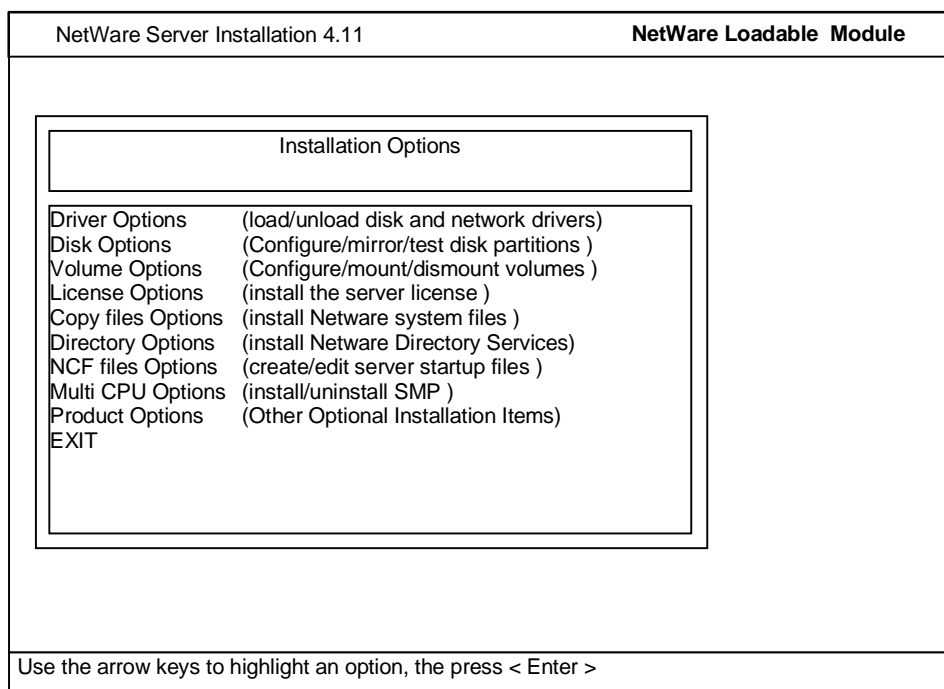 NetWare Server Installation 4.11 NetWare Loadable Module
Installation Options
Driver Options (load/unload disk and network drivers)
Disk Options (Configure/mirror/test disk partitions )
Volume Options (Configure/mount/dismount volumes )
License Options (install the server license )
Copy files Options (install Netware system files )
Directory Options (install Netware Directory Services)
NCF files Options (create/edit server startup files )
Multi CPU Options (install/uninstall SMP )
Product Options (Other Optional Installation Items)
EXIT
Use the arrow keys to highlight an option, the press < Enter >